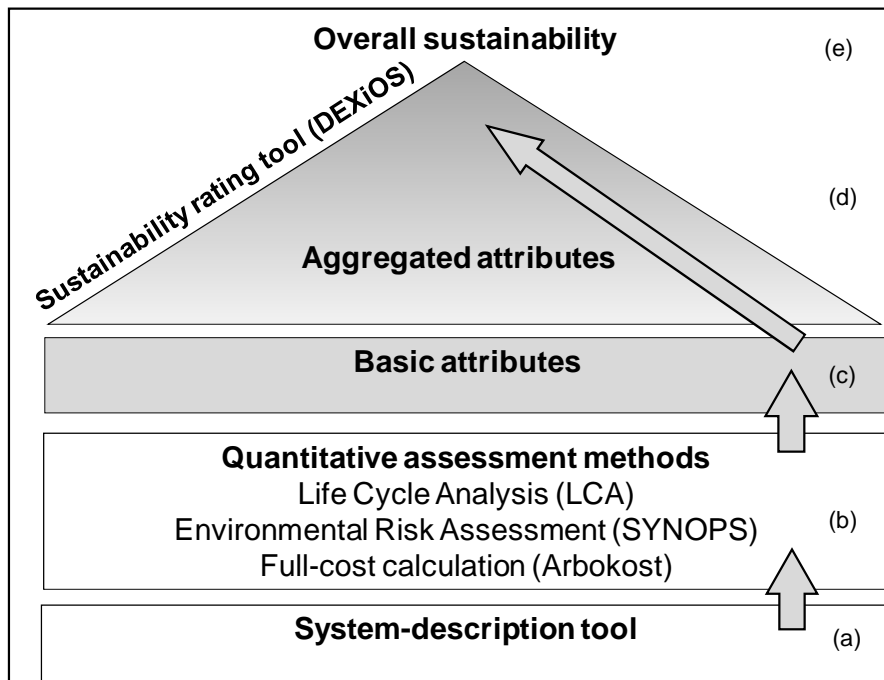 Overall sustainability
(e)
Sustainability rating tool (DEXiOS)
(d)
Aggregated attributes
Basic attributes
(c)
Quantitative assessment methods
Life Cycle Analysis (LCA)
Environmental Risk Assessment (SYNOPS)
(b)
Full-cost calculation (Arbokost)
System-description tool
(a)